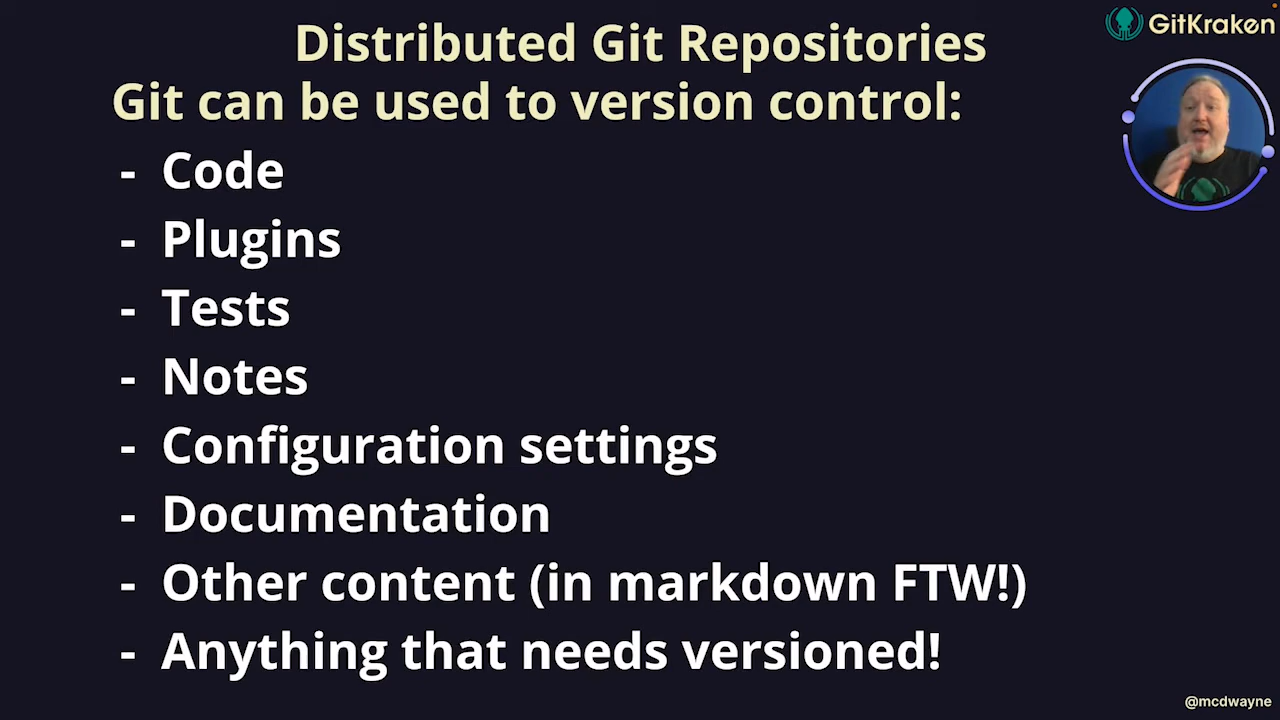 Distributed Git Repositories
GitKraken
Git can be used to version control:
- Code
- Plugins
- Tests
- Notes
- Configuration settings
- Documentation
- Other content (in markdown FTW!)
- Anything that needs versioned!
@mcdwayne